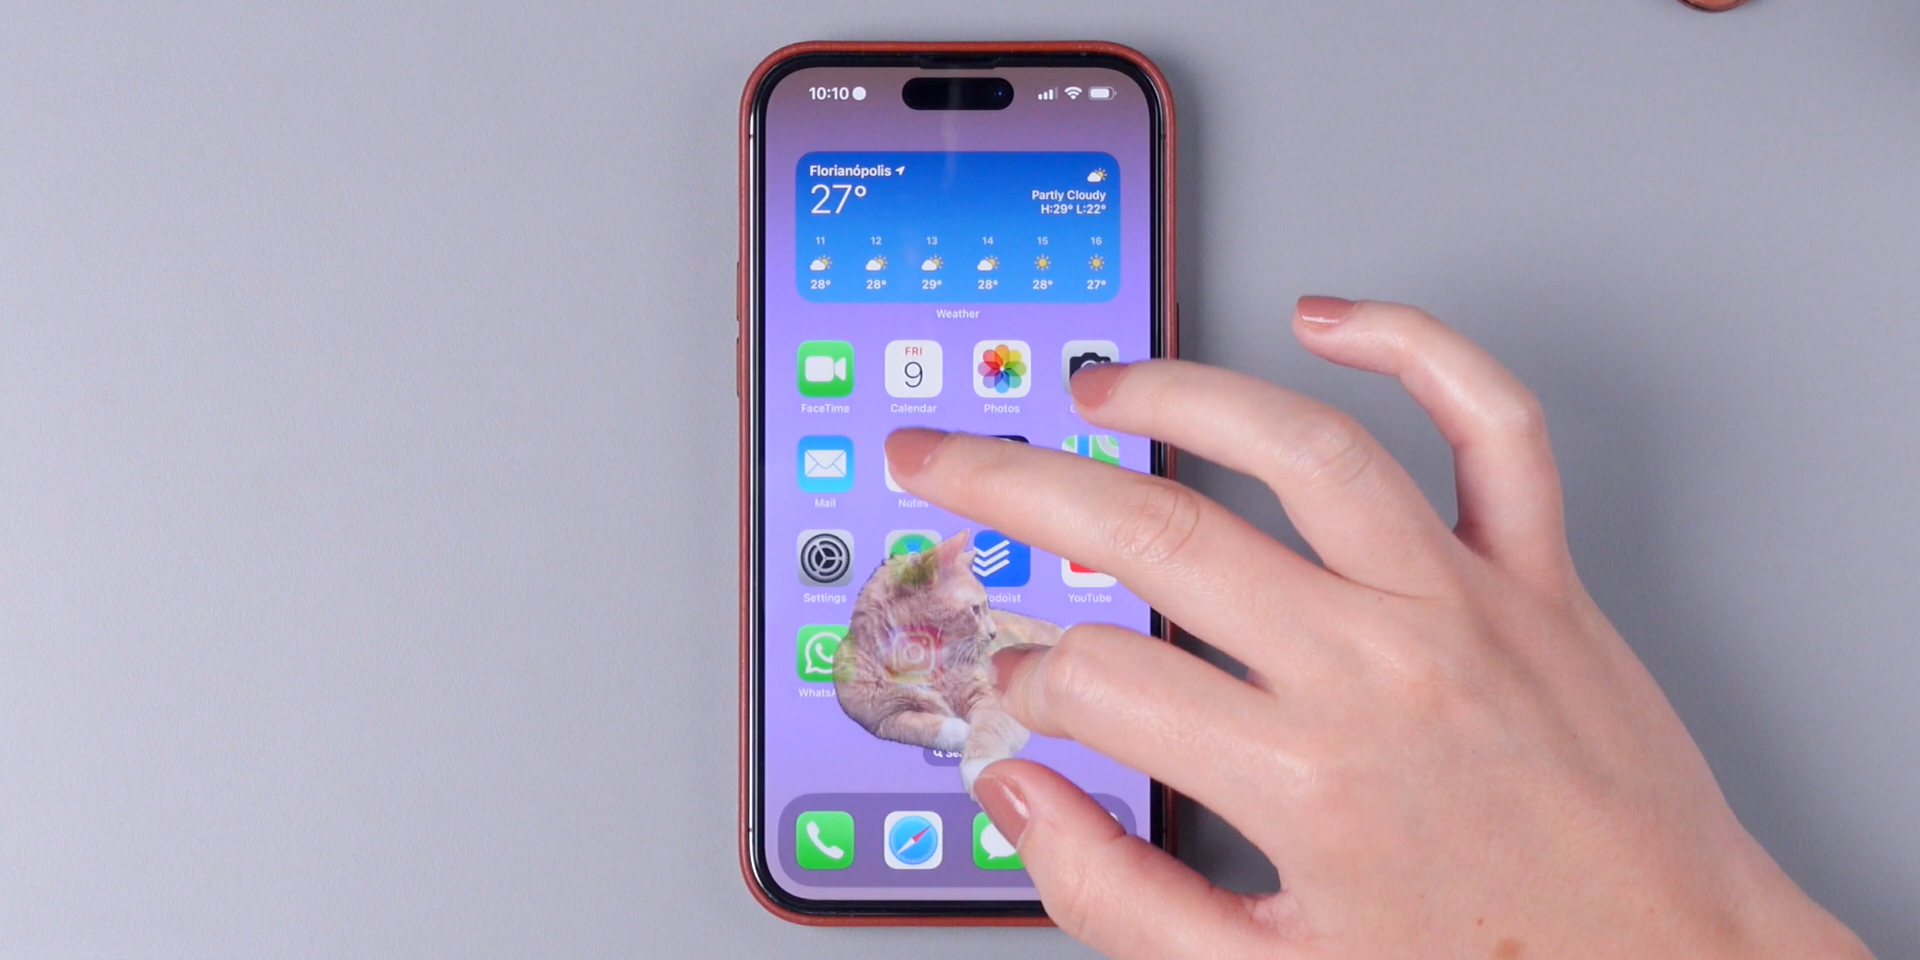 10:10
Florianópolis
27°
Partly Cloudy
H:29° L:22°
11 12 13 14 15 16
28° 28° 29° 28° 28° 27°
Weather
FRI
9
FaceTime Calendar Photos
Mail Notes
Settings YouTube